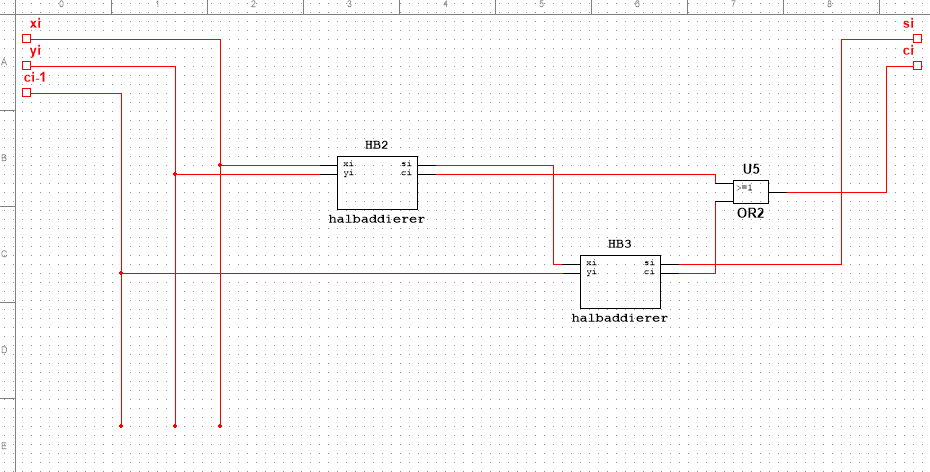 0 1 2 3 4 5 6 7 8
xi
si
yi
ci
ci-1
A
B
C
D
E
HB2
xi si
yi ci
halbaddierer
U5
>=1
OR2
HB3
xi si
yi ci
halbaddierer